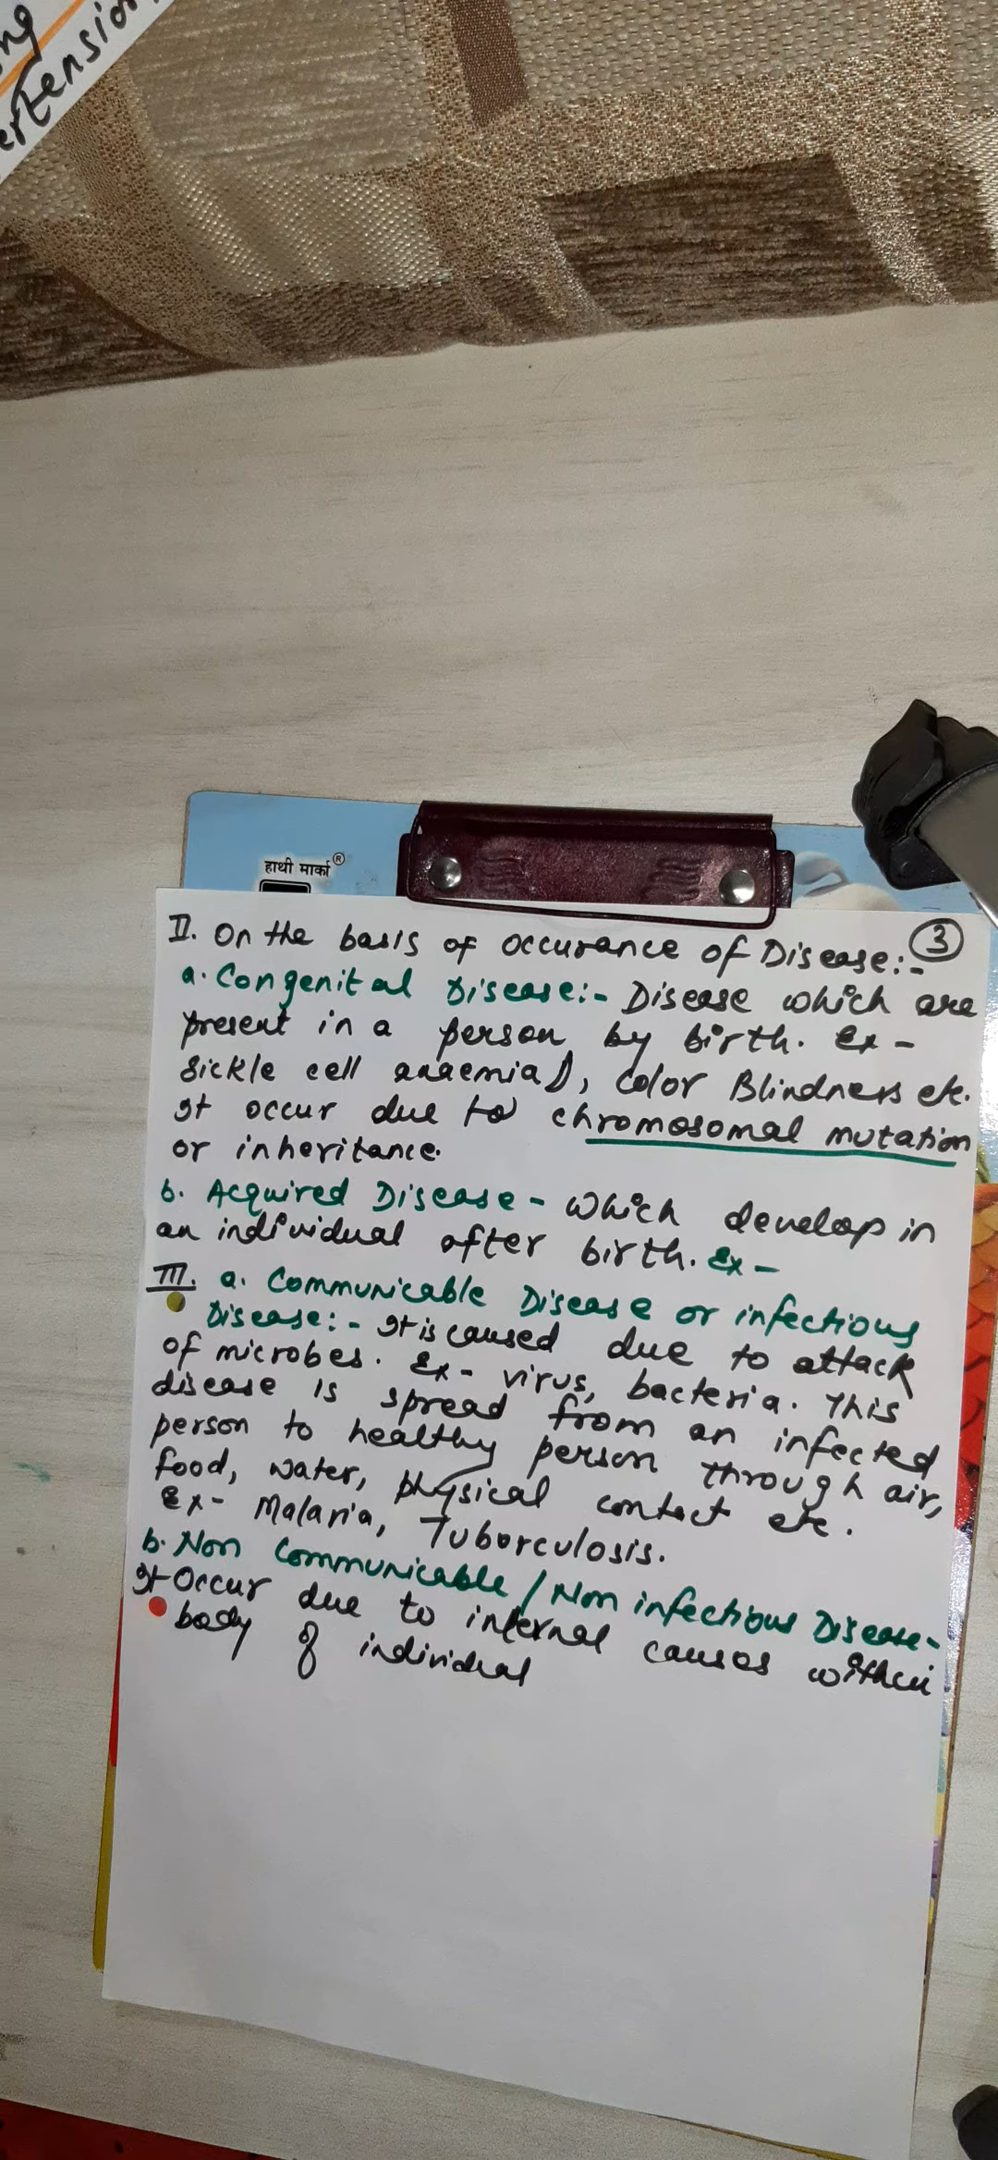 ng
ertension
हाथी मार्का ®
II. On the basis of occurance of Disease:- 3
a. Congenital Disease:- Disease which are
present in a person by birth. Ex -
Sickle cell anaemia), Color Blindness etc.
It occur due to chromosomal mutation
or inheritance.
b. Acquired Disease - Which develop in
an individual after birth. Ex -
III. a. Communicable Disease or infectious
Disease:- It is caused due to attack
of microbes. Ex- virus, bacteria. This
disease is spread from an infected
person to healthy person through air,
food, water, physical contact etc.
Ex- Malaria, Tuborculosis.
b. Non Communicable / Non infectious Disease-
It Occur due to internal causes within
body of individual